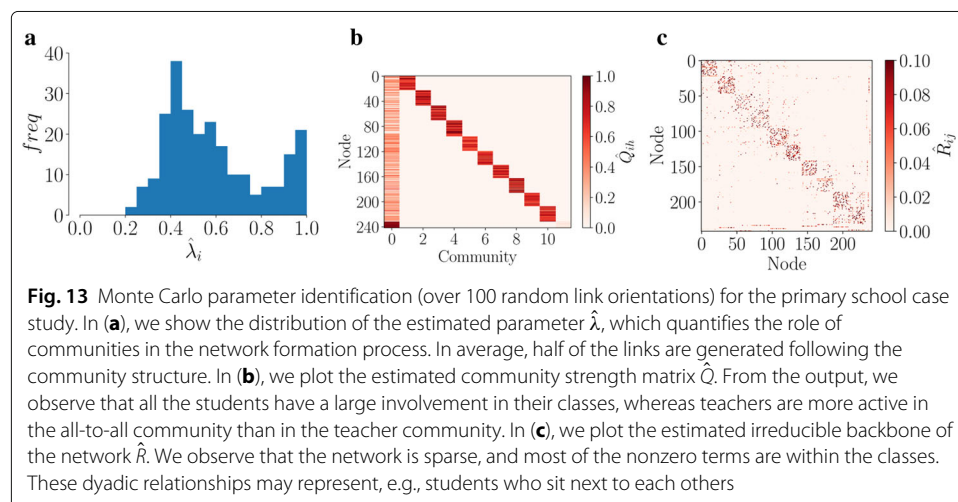 a
40
30
20
10
0
freq
0.0 0.2 0.4 0.6 0.8 1.0
λ̂ᵢ
b
0
40
80
120
160
200
240
Node
0 2 4 6 8 10
Community
1.0
0.8
0.6
0.4
0.2
0.0
Q̂ᵢₕ
c
0
50
100
150
200
Node
0 50 100 150 200
Node
0.10
0.08
0.06
0.04
0.02
0.00
R̂ᵢⱼ
Fig. 13 Monte Carlo parameter identification (over 100 random link orientations) for the primary school case
study. In (a), we show the distribution of the estimated parameter λ̂, which quantifies the role of
communities in the network formation process. In average, half of the links are generated following the
community structure. In (b), we plot the estimated community strength matrix Q̂. From the output, we
observe that all the students have a large involvement in their classes, whereas teachers are more active in
the all-to-all community than in the teacher community. In (c), we plot the estimated irreducible backbone of
the network R̂. We observe that the network is sparse, and most of the nonzero terms are within the classes.
These dyadic relationships may represent, e.g., students who sit next to each others